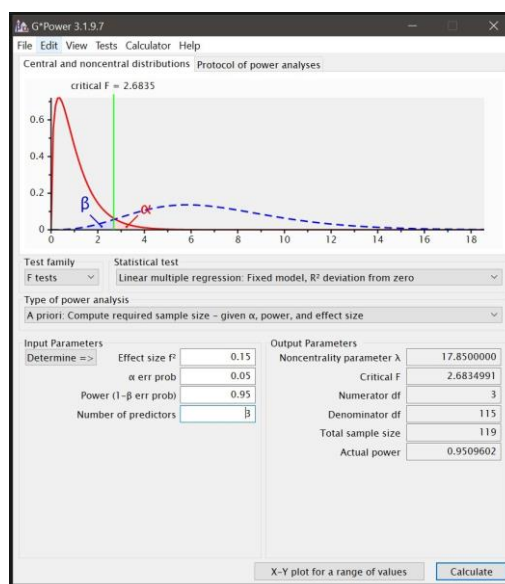 G*Power 3.1.9.7
File Edit View Tests Calculator Help
Central and noncentral distributions Protocol of power analyses
critical F = 2.6835
0.6
0.4
0.2
0
β α
0 2 4 6 8 10 12 14 16 18
Test family Statistical test
F tests Linear multiple regression: Fixed model, R² deviation from zero
Type of power analysis
A priori: Compute required sample size – given α, power, and effect size
Input Parameters Output Parameters
Determine => Effect size f² 0.15 Noncentrality parameter λ 17.8500000
α err prob 0.05 Critical F 2.6834991
Power (1-β err prob) 0.95 Numerator df 3
Number of predictors 3 Denominator df 115
Total sample size 119
Actual power 0.9509602
X-Y plot for a range of values Calculate